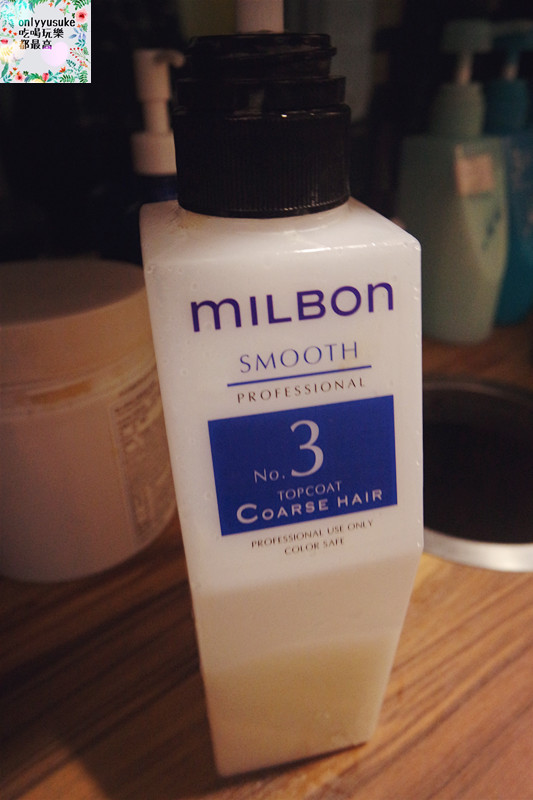 onlyyusuke
吃喝玩樂
都最高
milbon
SMOOTH
PROFESSIONAL
No. 3
TOPCOAT
COARSE HAIR
PROFESSIONAL USE ONLY
COLOR SAFE